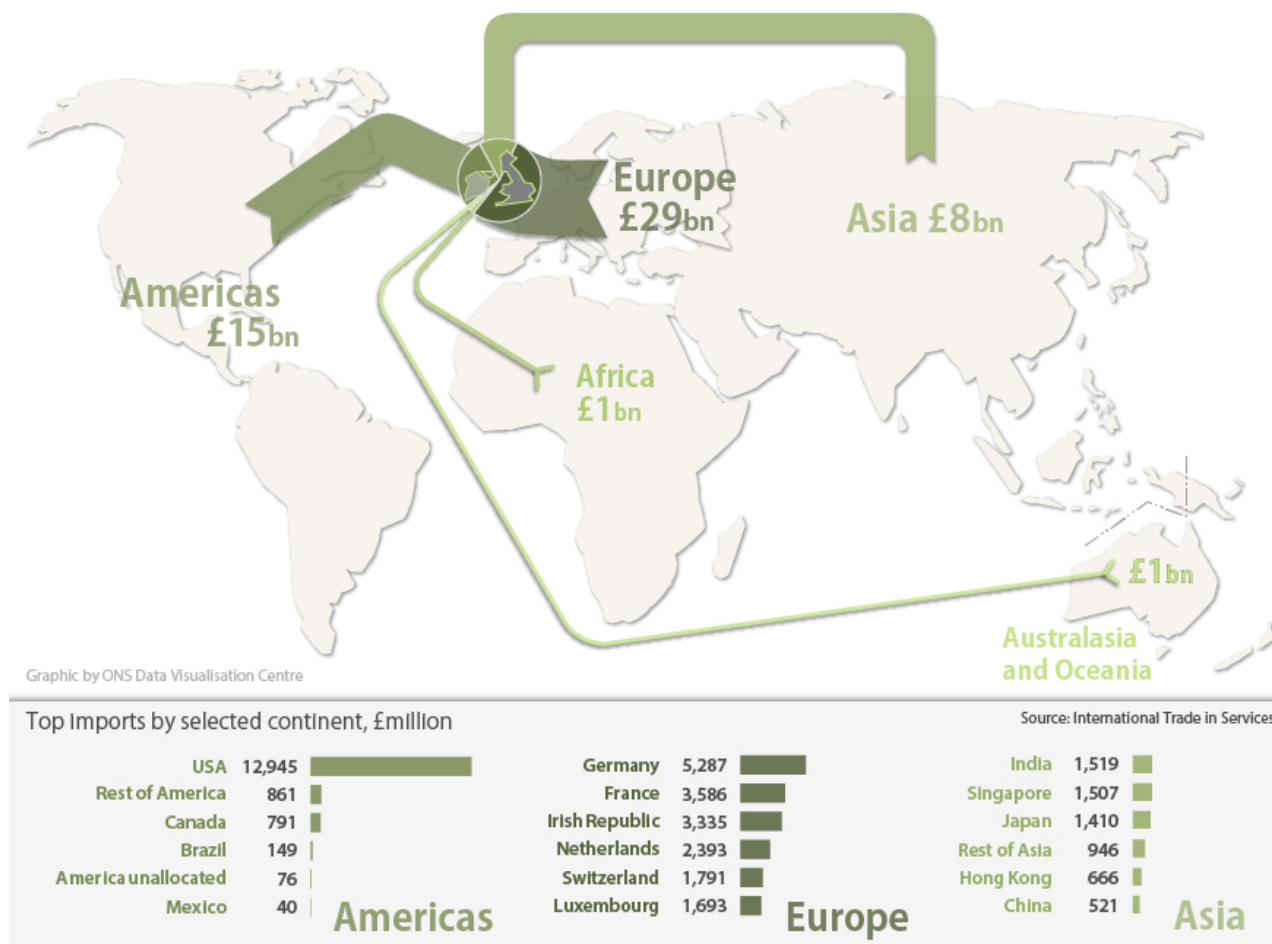 Europe
£29bn
Asia £8bn
Americas
£15bn
Africa
£1bn
£1bn
Australasia
and Oceania
Graphic by ONS Data Visualisation Centre
Top imports by selected continent, £million
Source: International Trade in Services
USA 12,945
Rest of America 861
Canada 791
Brazil 149
America unallocated 76
Mexico 40
Americas
Germany 5,287
France 3,586
Irish Republic 3,335
Netherlands 2,393
Switzerland 1,791
Luxembourg 1,693
Europe
India 1,519
Singapore 1,507
Japan 1,410
Rest of Asia 946
Hong Kong 666
China 521
Asia